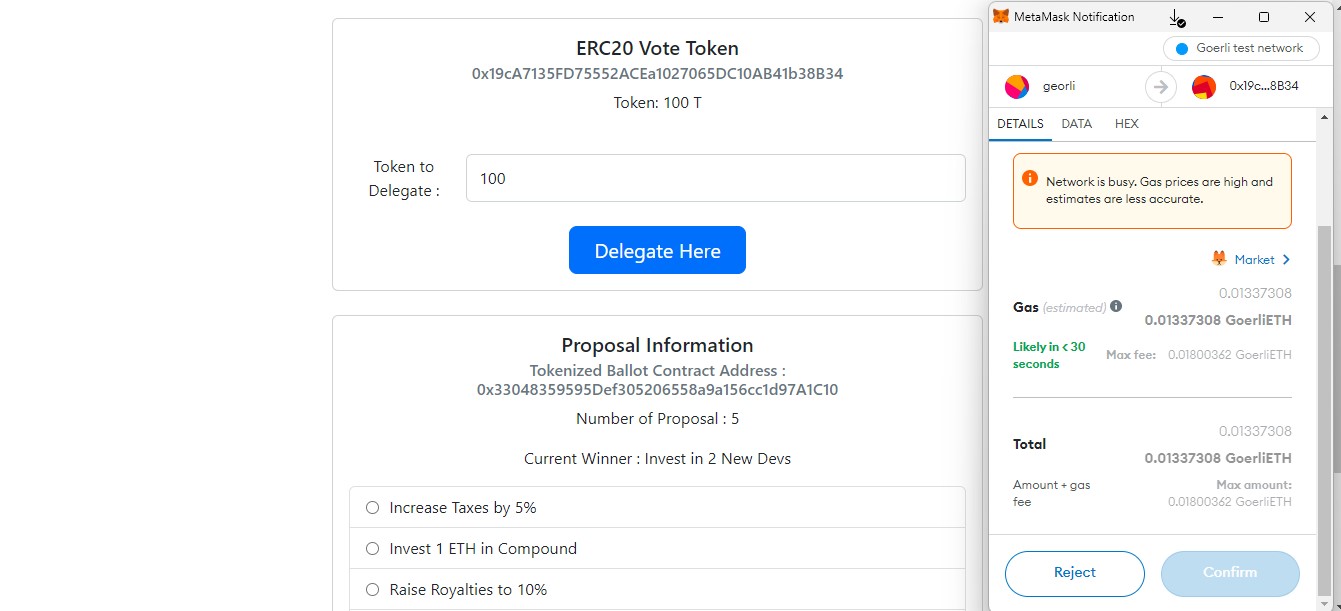 ERC20 Vote Token
0x19cA7135FD75552ACEa1027065DC10AB41b38B34
Token: 100 T
Token to
Delegate :
100
Delegate Here
Proposal Information
Tokenized Ballot Contract Address :
0x33048359595Def305206558a9a156cc1d97A1C10
Number of Proposal : 5
Current Winner : Invest in 2 New Devs
Increase Taxes by 5%
Invest 1 ETH in Compound
Raise Royalties to 10%
MetaMask Notification
Goerli test network
georli
0x19c...8B34
DETAILS DATA HEX
Network is busy. Gas prices are high and
estimates are less accurate.
Market
0.01337308
Gas (estimated)
0.01337308 GoerliETH
Likely in < 30
seconds
Max fee: 0.01800362 GoerliETH
0.01337308
Total
0.01337308 GoerliETH
Amount + gas
fee
Max amount:
0.01800362 GoerliETH
Reject Confirm